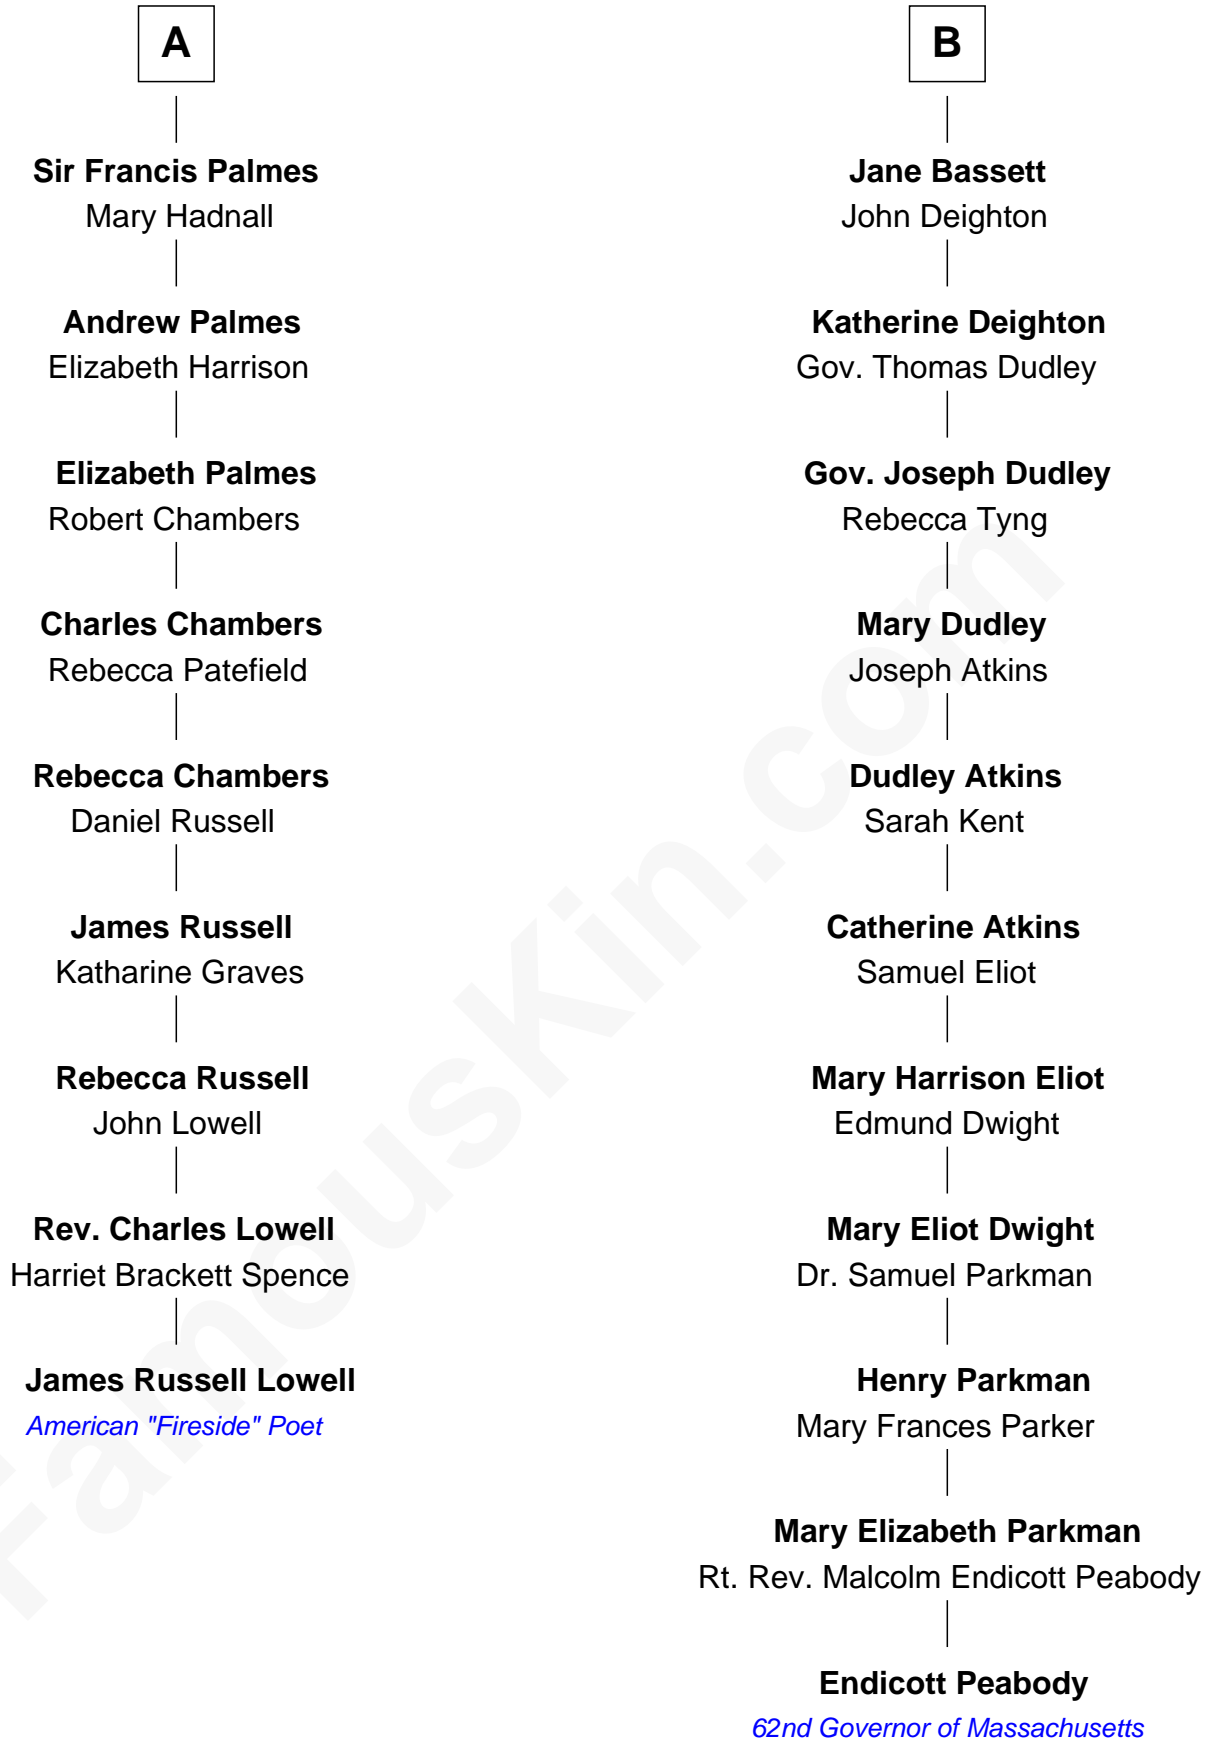 A
Sir Francis Palmes
Mary Hadnall
Andrew Palmes
Elizabeth Harrison
Elizabeth Palmes
Robert Chambers
Charles Chambers
Rebecca Patefield
Rebecca Chambers
Daniel Russell
James Russell
Katharine Graves
Rebecca Russell
John Lowell
Rev. Charles Lowell
Harriet Brackett Spence
James Russell Lowell
American "Fireside" Poet
B
Jane Bassett
John Deighton
Katherine Deighton
Gov. Thomas Dudley
Gov. Joseph Dudley
Rebecca Tyng
Mary Dudley
Joseph Atkins
Dudley Atkins
Sarah Kent
Catherine Atkins
Samuel Eliot
Mary Harrison Eliot
Edmund Dwight
Mary Eliot Dwight
Dr. Samuel Parkman
Henry Parkman
Mary Frances Parker
Mary Elizabeth Parkman
Rt. Rev. Malcolm Endicott Peabody
Endicott Peabody
62nd Governor of Massachusetts
FamousKin.com